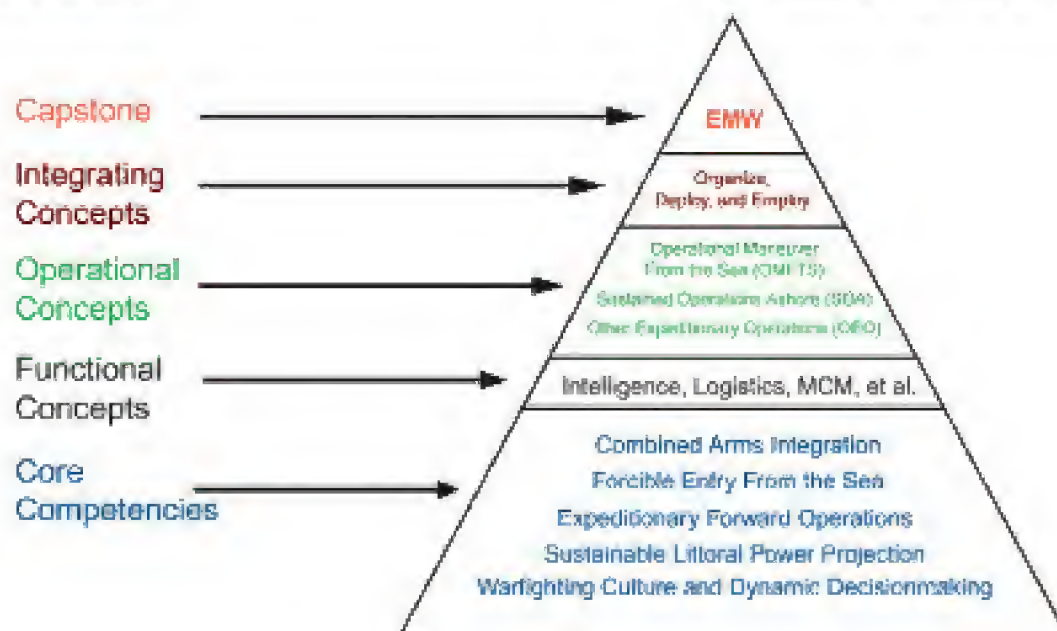 Capstone
EMW
Integrating
Concepts
Organize,
Deploy, and Employ
Operational
Concepts
Operational Maneuver
From the Sea (OMFTS)
Sustained Operations Ashore (SOA)
Other Expeditionary Operations (OEO)
Functional
Concepts
Intelligence, Logistics, MCM, et al.
Core
Competencies
Combined Arms Integration
Forcible Entry From the Sea
Expeditionary Forward Operations
Sustainable Littoral Power Projection
Warfighting Culture and Dynamic Decisionmaking